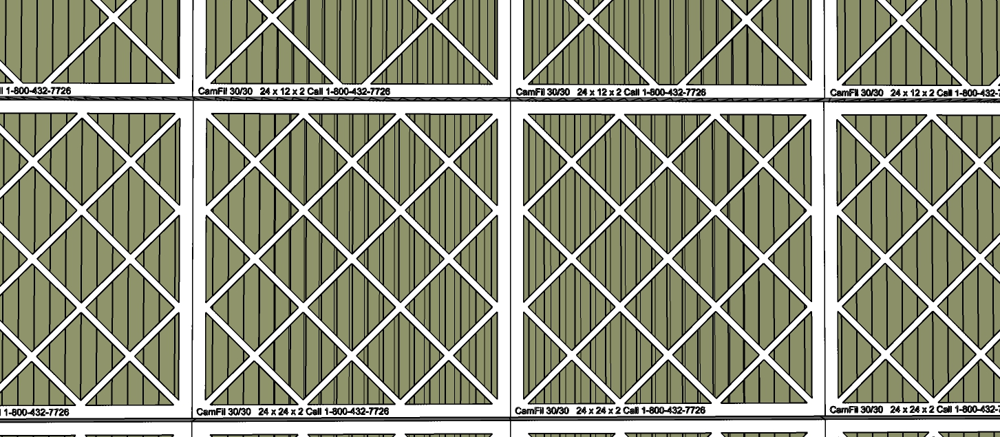 ll 1-800-432-7726
CamFil 30/30 24 x 12 x 2 Call 1-800-432-7726
CamFil 30/30 24 x 12 x 2 Call 1-800-432-7726
CamFil 30/30 24 x 12 x 2 Call 1-800-432-7
l 1-800-432-7726
CamFil 30/30 24 x 24 x 2 Call 1-800-432-7726
CamFil 30/30 24 x 24 x 2 Call 1-800-432-7726
CamFil 30/30 24 x 24 x 2 Call 1-800-432-7